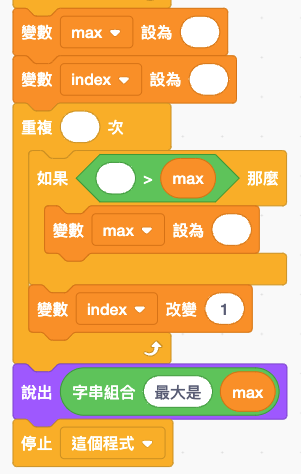 變數 max 設為
變數 index 設為
重複 次
如果 > max 那麼
變數 max 設為
變數 index 改變 1
說出 字串組合 最大是 max
停止 這個程式